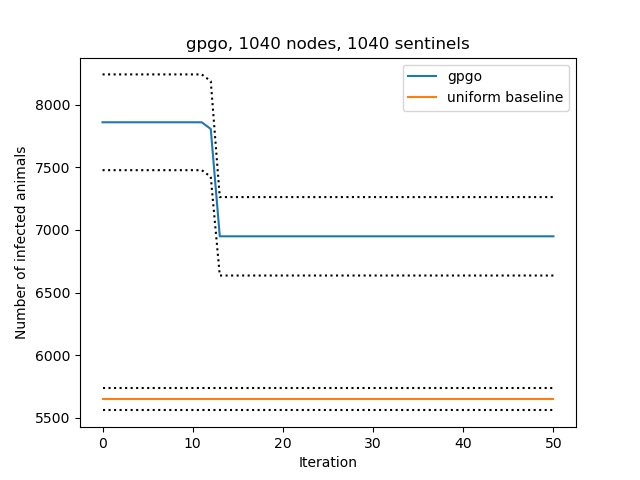 gpgo, 1040 nodes, 1040 sentinels
gpgo
uniform baseline
Number of infected animals
8000
7500
7000
6500
6000
5500
0 10 20 30 40 50
Iteration